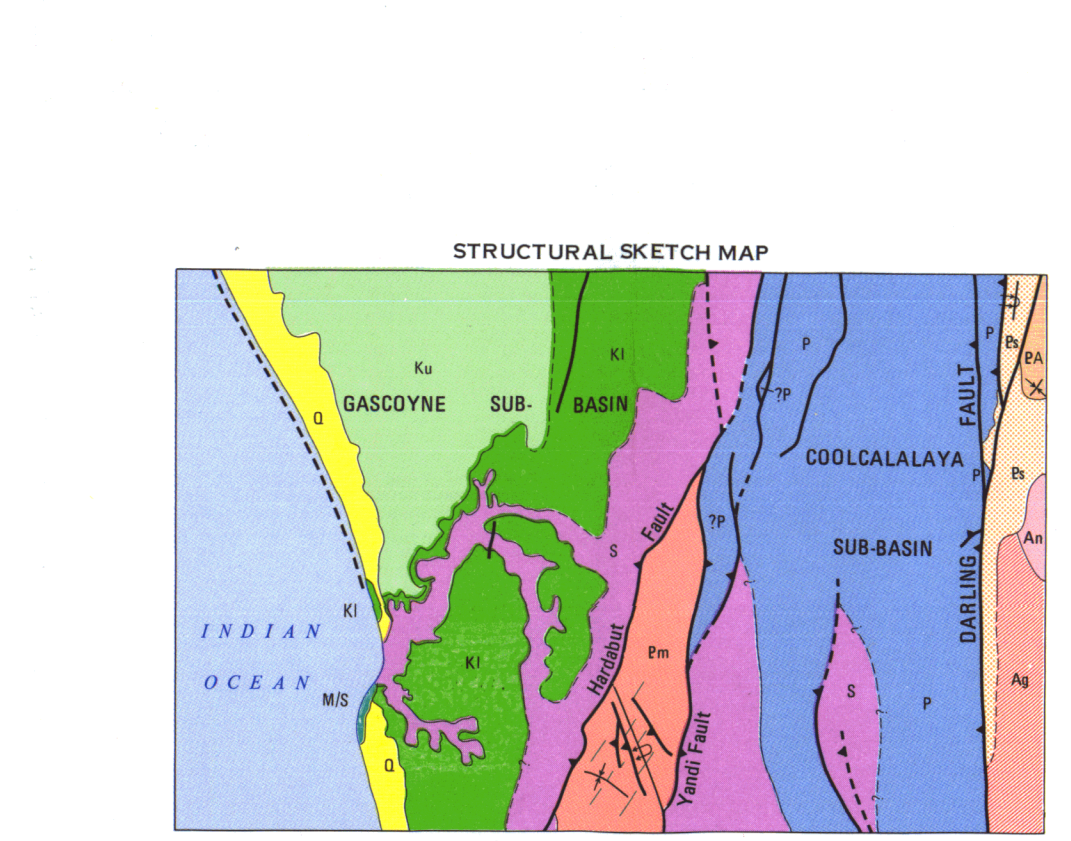 STRUCTURAL SKETCH MAP
P
Kl
P
Ps
Ku
PA
?P
GASCOYNE SUB- BASIN
Q
FAULT
COOLCALALAYA
P
Ps
?P
Fault
An
S
SUB-BASIN
Kl
DARLING
INDIAN
Pm
Kl
Hardabut
OCEAN
Ag
M/S
S
P
Yandi Fault
Q
?
?
?
?
?